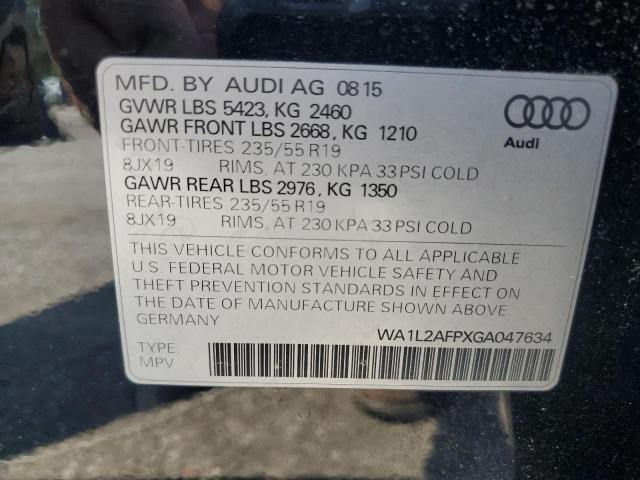 MFD. BY AUDI AG 0815
GVWR LBS 5423, KG 2460
GAWR FRONT LBS 2668, KG 1210
FRONT-TIRES 235/55 R19
8JX19 RIMS, AT 230 KPA 33 PSI COLD
GAWR REAR LBS 2976, KG 1350
REAR-TIRES 235/55 R19
8JX19 RIMS, AT 230 KPA 33 PSI COLD
Audi
THIS VEHICLE CONFORMS TO ALL APPLICABLE
U.S. FEDERAL MOTOR VEHICLE SAFETY AND
THEFT PREVENTION STANDARDS IN EFFECT ON
THE DATE OF MANUFACTURE SHOWN ABOVE
GERMANY
WA1L2AFPXGA047634
TYPE:
MPV